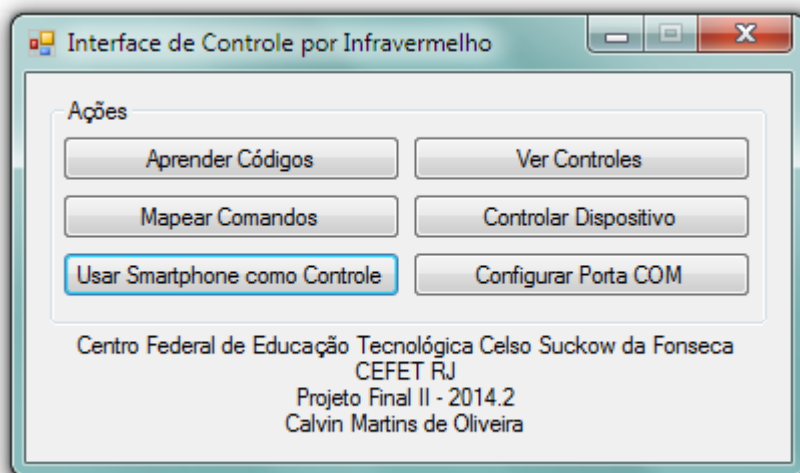 Interface de Controle por Infravermelho
Ações
Aprender Códigos
Ver Controles
Mapear Comandos
Controlar Dispositivo
Usar Smartphone como Controle
Configurar Porta COM
Centro Federal de Educação Tecnológica Celso Suckow da Fonseca
CEFET RJ
Projeto Final II - 2014.2
Calvin Martins de Oliveira